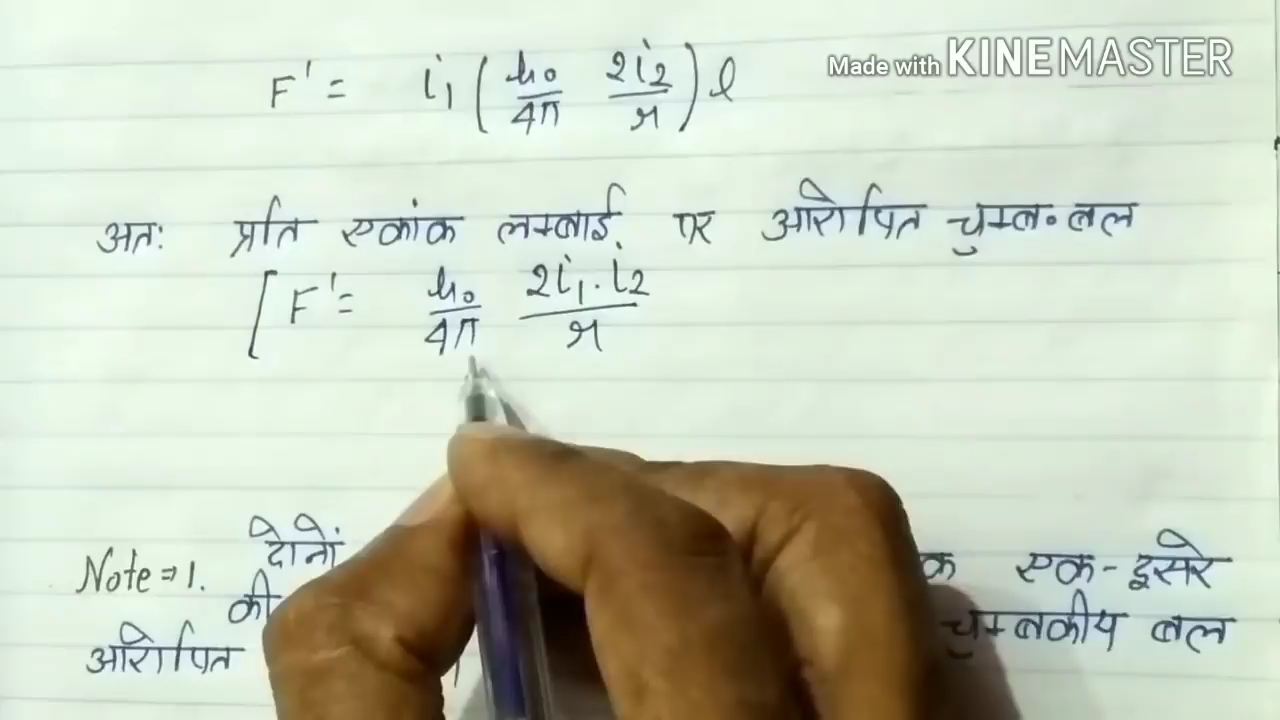 Made with KINEMASTER
F' = i₁ (μ₀/4π 2i₂/r) l
अतः प्रति एकांक लम्बाई पर आरोपित चुम्ब॰ बल
[ F' = μ₀/4π 2i₁.i₂/r
Note ⇒ 1. दोनों क एक-दूसरे
की चुम्बकीय बल
आरोपित